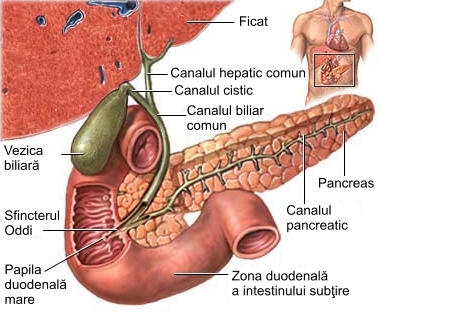 Ficat
Canalul hepatic comun
Canalul cistic
Canalul biliar
comun
Vezica
biliară
Pancreas
Canalul
pancreatic
Sfincterul
Oddi
Papila
duodenală
mare
Zona duodenală
a intestinului subţire